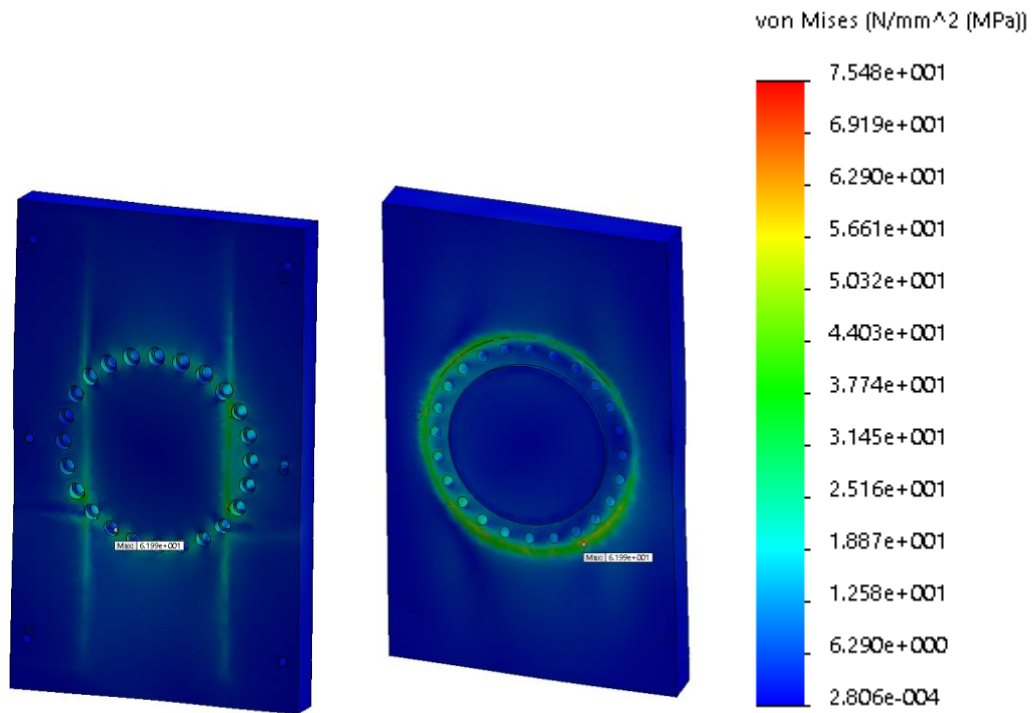 von Mises (N/mm^2 (MPa))
7.548e+001
6.919e+001
6.290e+001
5.661e+001
5.032e+001
4.403e+001
3.774e+001
3.145e+001
2.516e+001
1.887e+001
1.258e+001
6.290e+000
2.806e-004
Max: 6.199e+001
Max: 6.199e+001